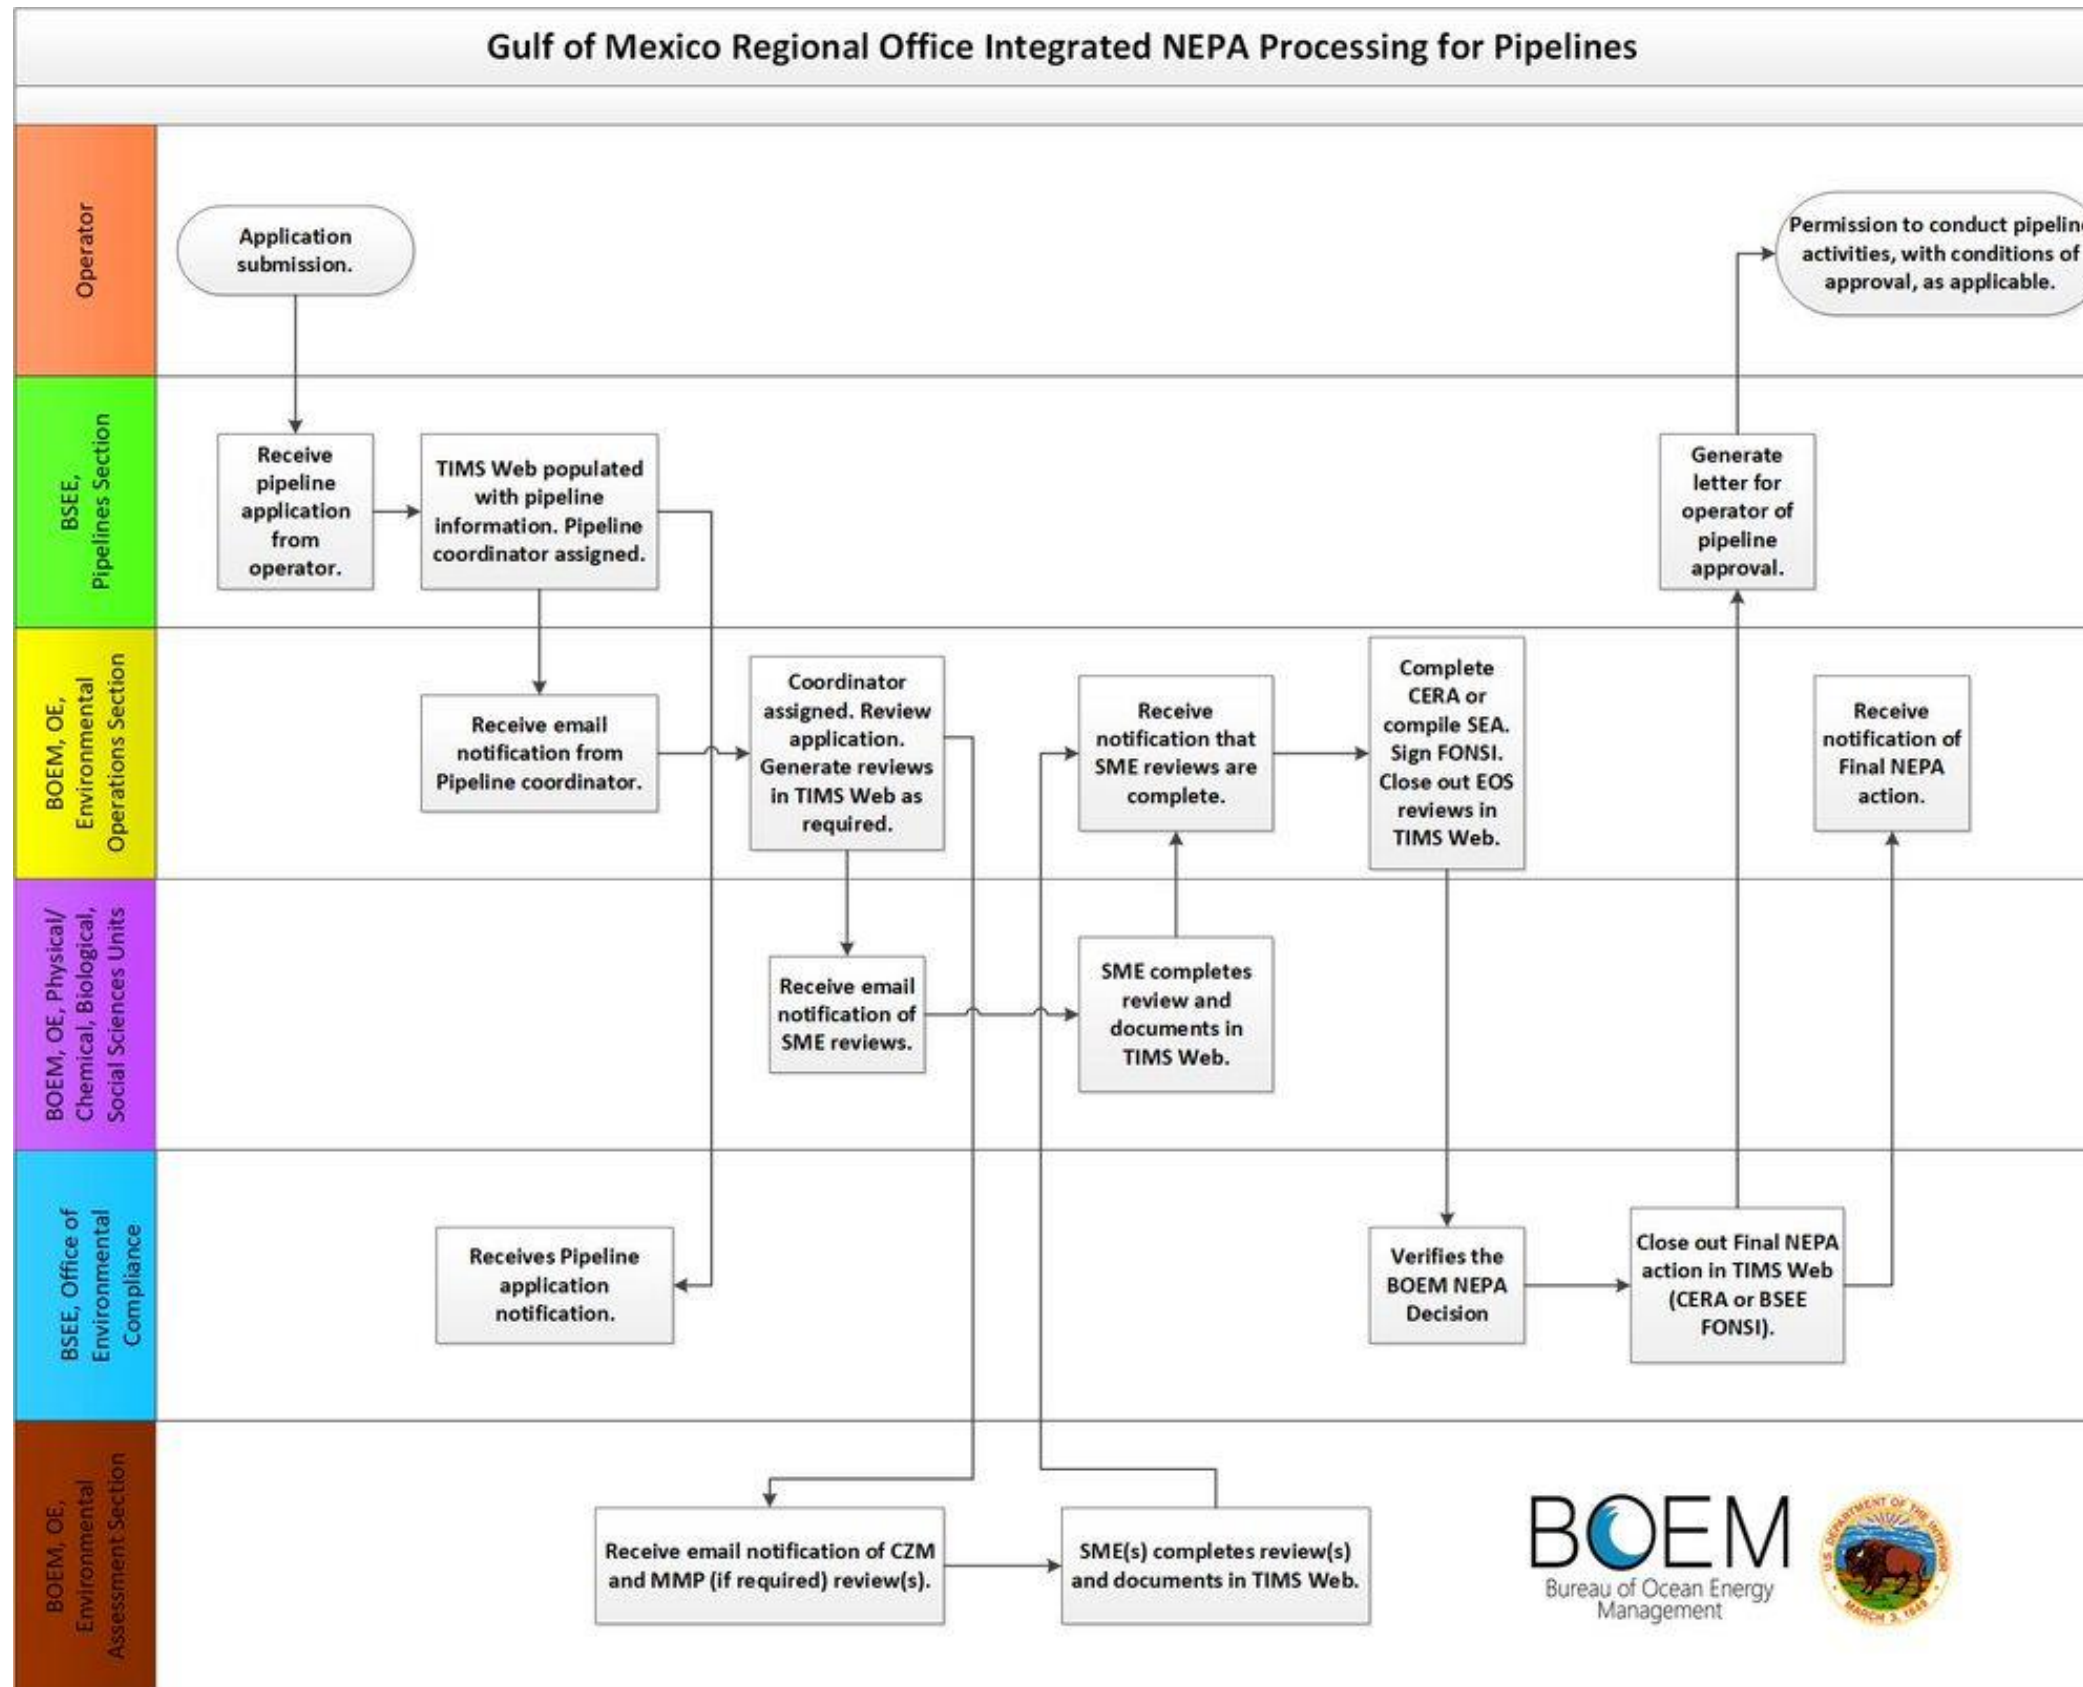 Gulf of Mexico Regional Office Integrated NEPA Processing for Pipelines
Operator
Application
submission.
Permission to conduct pipeline
activities, with conditions of
approval, as applicable.
BSEE,
Pipelines Section
Receive
pipeline
application
from
operator.
TIMS Web populated
with pipeline
information. Pipeline
coordinator assigned.
Generate
letter for
operator of
pipeline
approval.
BOEM, OE,
Environmental
Operations Section
Receive email
notification from
Pipeline coordinator.
Coordinator
assigned. Review
application.
Generate reviews
in TIMS Web as
required.
Receive
notification that
SME reviews are
complete.
Complete
CERA or
compile SEA.
Sign FONSI.
Close out EOS
reviews in
TIMS Web.
Receive
notification of
Final NEPA
action.
BOEM, OE, Physical/
Chemical, Biological,
Social Sciences Units
Receive email
notification of
SME reviews.
SME completes
review and
documents in
TIMS Web.
BSEE, Office of
Environmental
Compliance
Receives Pipeline
application
notification.
Verifies the
BOEM NEPA
Decision
Close out Final NEPA
action in TIMS Web
(CERA or BSEE
FONSI).
BOEM, OE,
Environmental
Assessment Section
Receive email notification of CZM
and MMP (if required) review(s).
SME(s) completes review(s)
and documents in TIMS Web.
BOEM
Bureau of Ocean Energy
Management
U.S. DEPARTMENT OF THE INTERIOR
MARCH 3, 1849